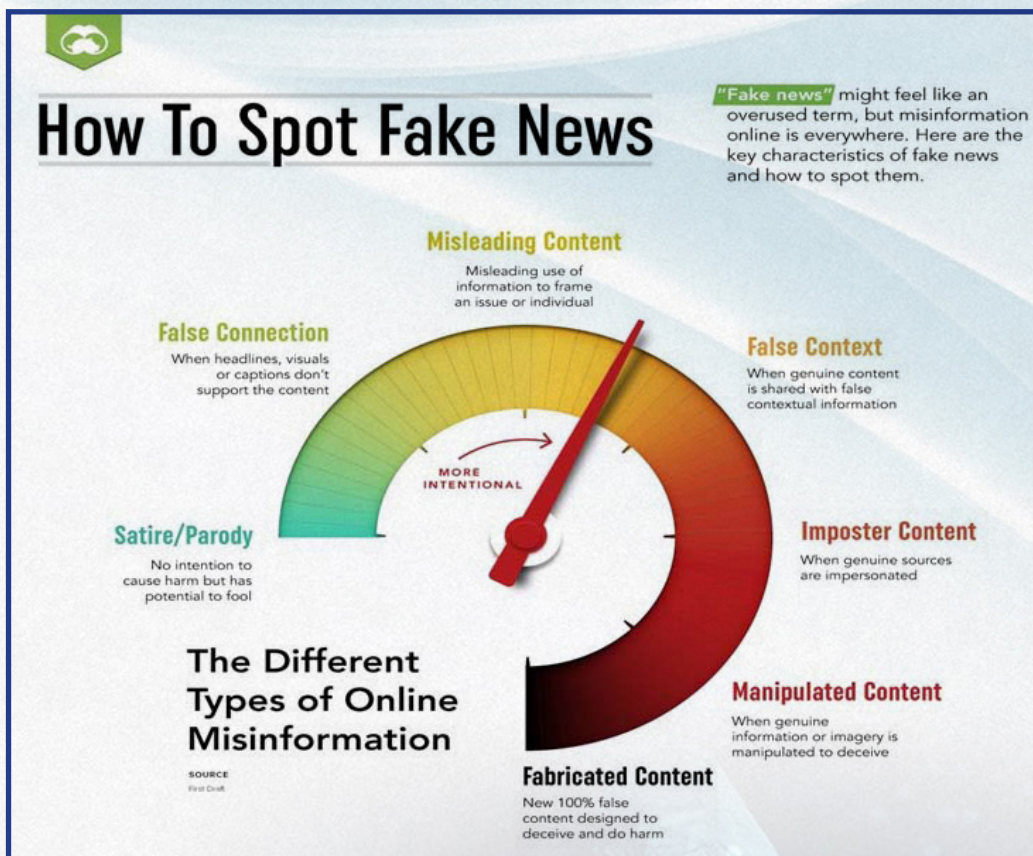 How To Spot Fake News
"Fake news" might feel like an
overused term, but misinformation
online is everywhere. Here are the
key characteristics of fake news
and how to spot them.
Misleading Content
Misleading use of
information to frame
an issue or individual
False Connection
When headlines, visuals
or captions don't
support the content
False Context
When genuine content
is shared with false
contextual information
MORE
INTENTIONAL
Satire/Parody
No intention to
cause harm but has
potential to fool
Imposter Content
When genuine sources
are impersonated
The Different
Types of Online
Misinformation
SOURCE
First Draft
Manipulated Content
When genuine
information or imagery is
manipulated to deceive
Fabricated Content
New 100% false
content designed to
deceive and do harm